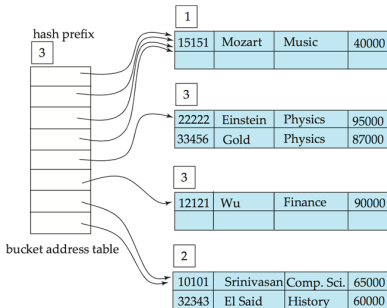 hash prefix
3
1
15151 Mozart Music 40000
3
22222 Einstein Physics 95000
33456 Gold Physics 87000
3
12121 Wu Finance 90000
bucket address table
2
10101 Srinivasan Comp. Sci. 65000
32343 El Said History 60000